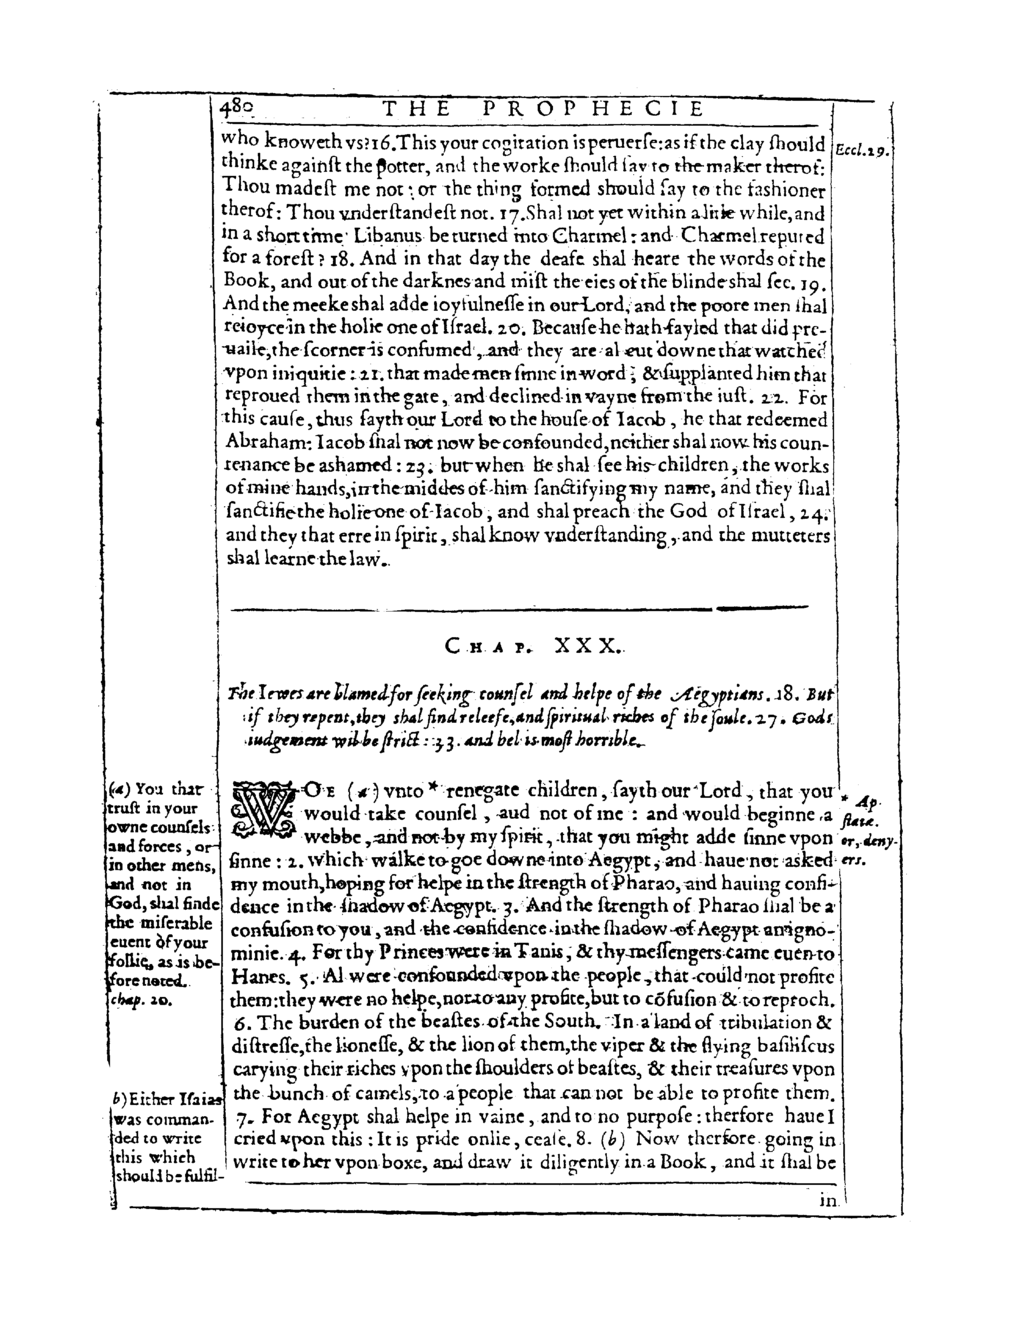 480 THE PROPHECIE
who knoweth vs? 16. This your cogitation is peruerse: as if the clay should
thinke againſt the potter, and the worke ſhould say to the maker therof:
Thou madeſt me not: or the thing formed should ſay to the fashioner
therof: Thou vnderſtandeſt not. 17. Shal not yet within a litle while, and
in a short time Libanus be turned into Charmel: and Charmel reputed
for a foreſt? 18. And in that day the deafe shal heare the words of the
Book, and out of the darknes and miſt the eies of the blinde shal ſee. 19.
And the meeke shal adde ioyfulneſſe in our Lord, and the poore men ſhal
reioyce in the holie one of Iſrael. 20. Becauſe he hath fayled that did pre-
uaile, the ſcorner is conſumed, and they are al cut downe that watched
vpon iniquitie: 21. that made men ſinne in word, & ſupplanted him that
reproued them in the gate, and declined in vayne from the iuſt. 22. For
this cauſe, thus ſayth our Lord to the houſe of Iacob, he that redeemed
Abraham: Iacob ſhal not now be confounded, neither shal now his coun-
tenance be ashamed: 23. but when he shal ſee his children, the works
of mine hands, in the middes of him ſanctifying my name, and they ſhal
ſanctifie the holie one of Iacob, and shal preach the God of Iſrael, 24.
and they that erre in ſpirit, shal know vnderſtanding, and the mutteters
shal learne the law.
Eccl. 29.
CHAP. XXX.
The Iewes are blamed for ſeeking counſel and helpe of the Ægyptians. 18. But
if they repent, they shal find releefe, and ſpiritual riches of the ſoule. 27. Gods
iudgement wil be ſtrict: 33. and hel is moſt horrible.
(a) You that
truſt in your
owne counſels
and forces, or
in other mens,
and not in
God, shal finde
the miſerable
euent of your
follie, as is be-
fore noted.
chap. 20.
WOE (a) vnto * renegate children, ſayth our Lord, that you
would take counſel, and not of me: and would beginne a
webbe, and not by my ſpirit, that you might adde ſinne vpon
ſinne: 2. which walke to goe downe into Aegypt, and haue not asked
my mouth, hoping for helpe in the ſtrength of Pharao, and hauing confi-
dence in the ſhadow of Aegypt. 3. And the ſtrength of Pharao ſhal be a
confuſion to you, and the confidence in the ſhadow of Aegypt an igno-
minie. 4. For thy Princes were in Tanis, & thy meſſengers came euen to
Hanes. 5. Al were confounded vpon the people, that could not profite
them: they were no helpe, nor to any profite, but to cõfuſion & to reproch.
6. The burden of the beaſtes of the South. In a land of tribulation &
diſtreſſe, the lioneſſe, & the lion of them, the viper & the flying baſiliſcus
carying their riches vpon the ſhoulders of beaſtes, & their treaſures vpon
the bunch of camels, to a people that can not be able to profite them.
7. For Aegypt shal helpe in vaine, and to no purpoſe: therfore haue I
cried vpon this: It is pride onlie, ceaſe. 8. (b) Now therfore going in
write to her vpon boxe, and draw it diligently in a Book, and it ſhal be
* Ap-
ſtate.
er, deny-
ers.
b) Either Iſaias
was comman-
ded to write
this which
should be fulfil-
in